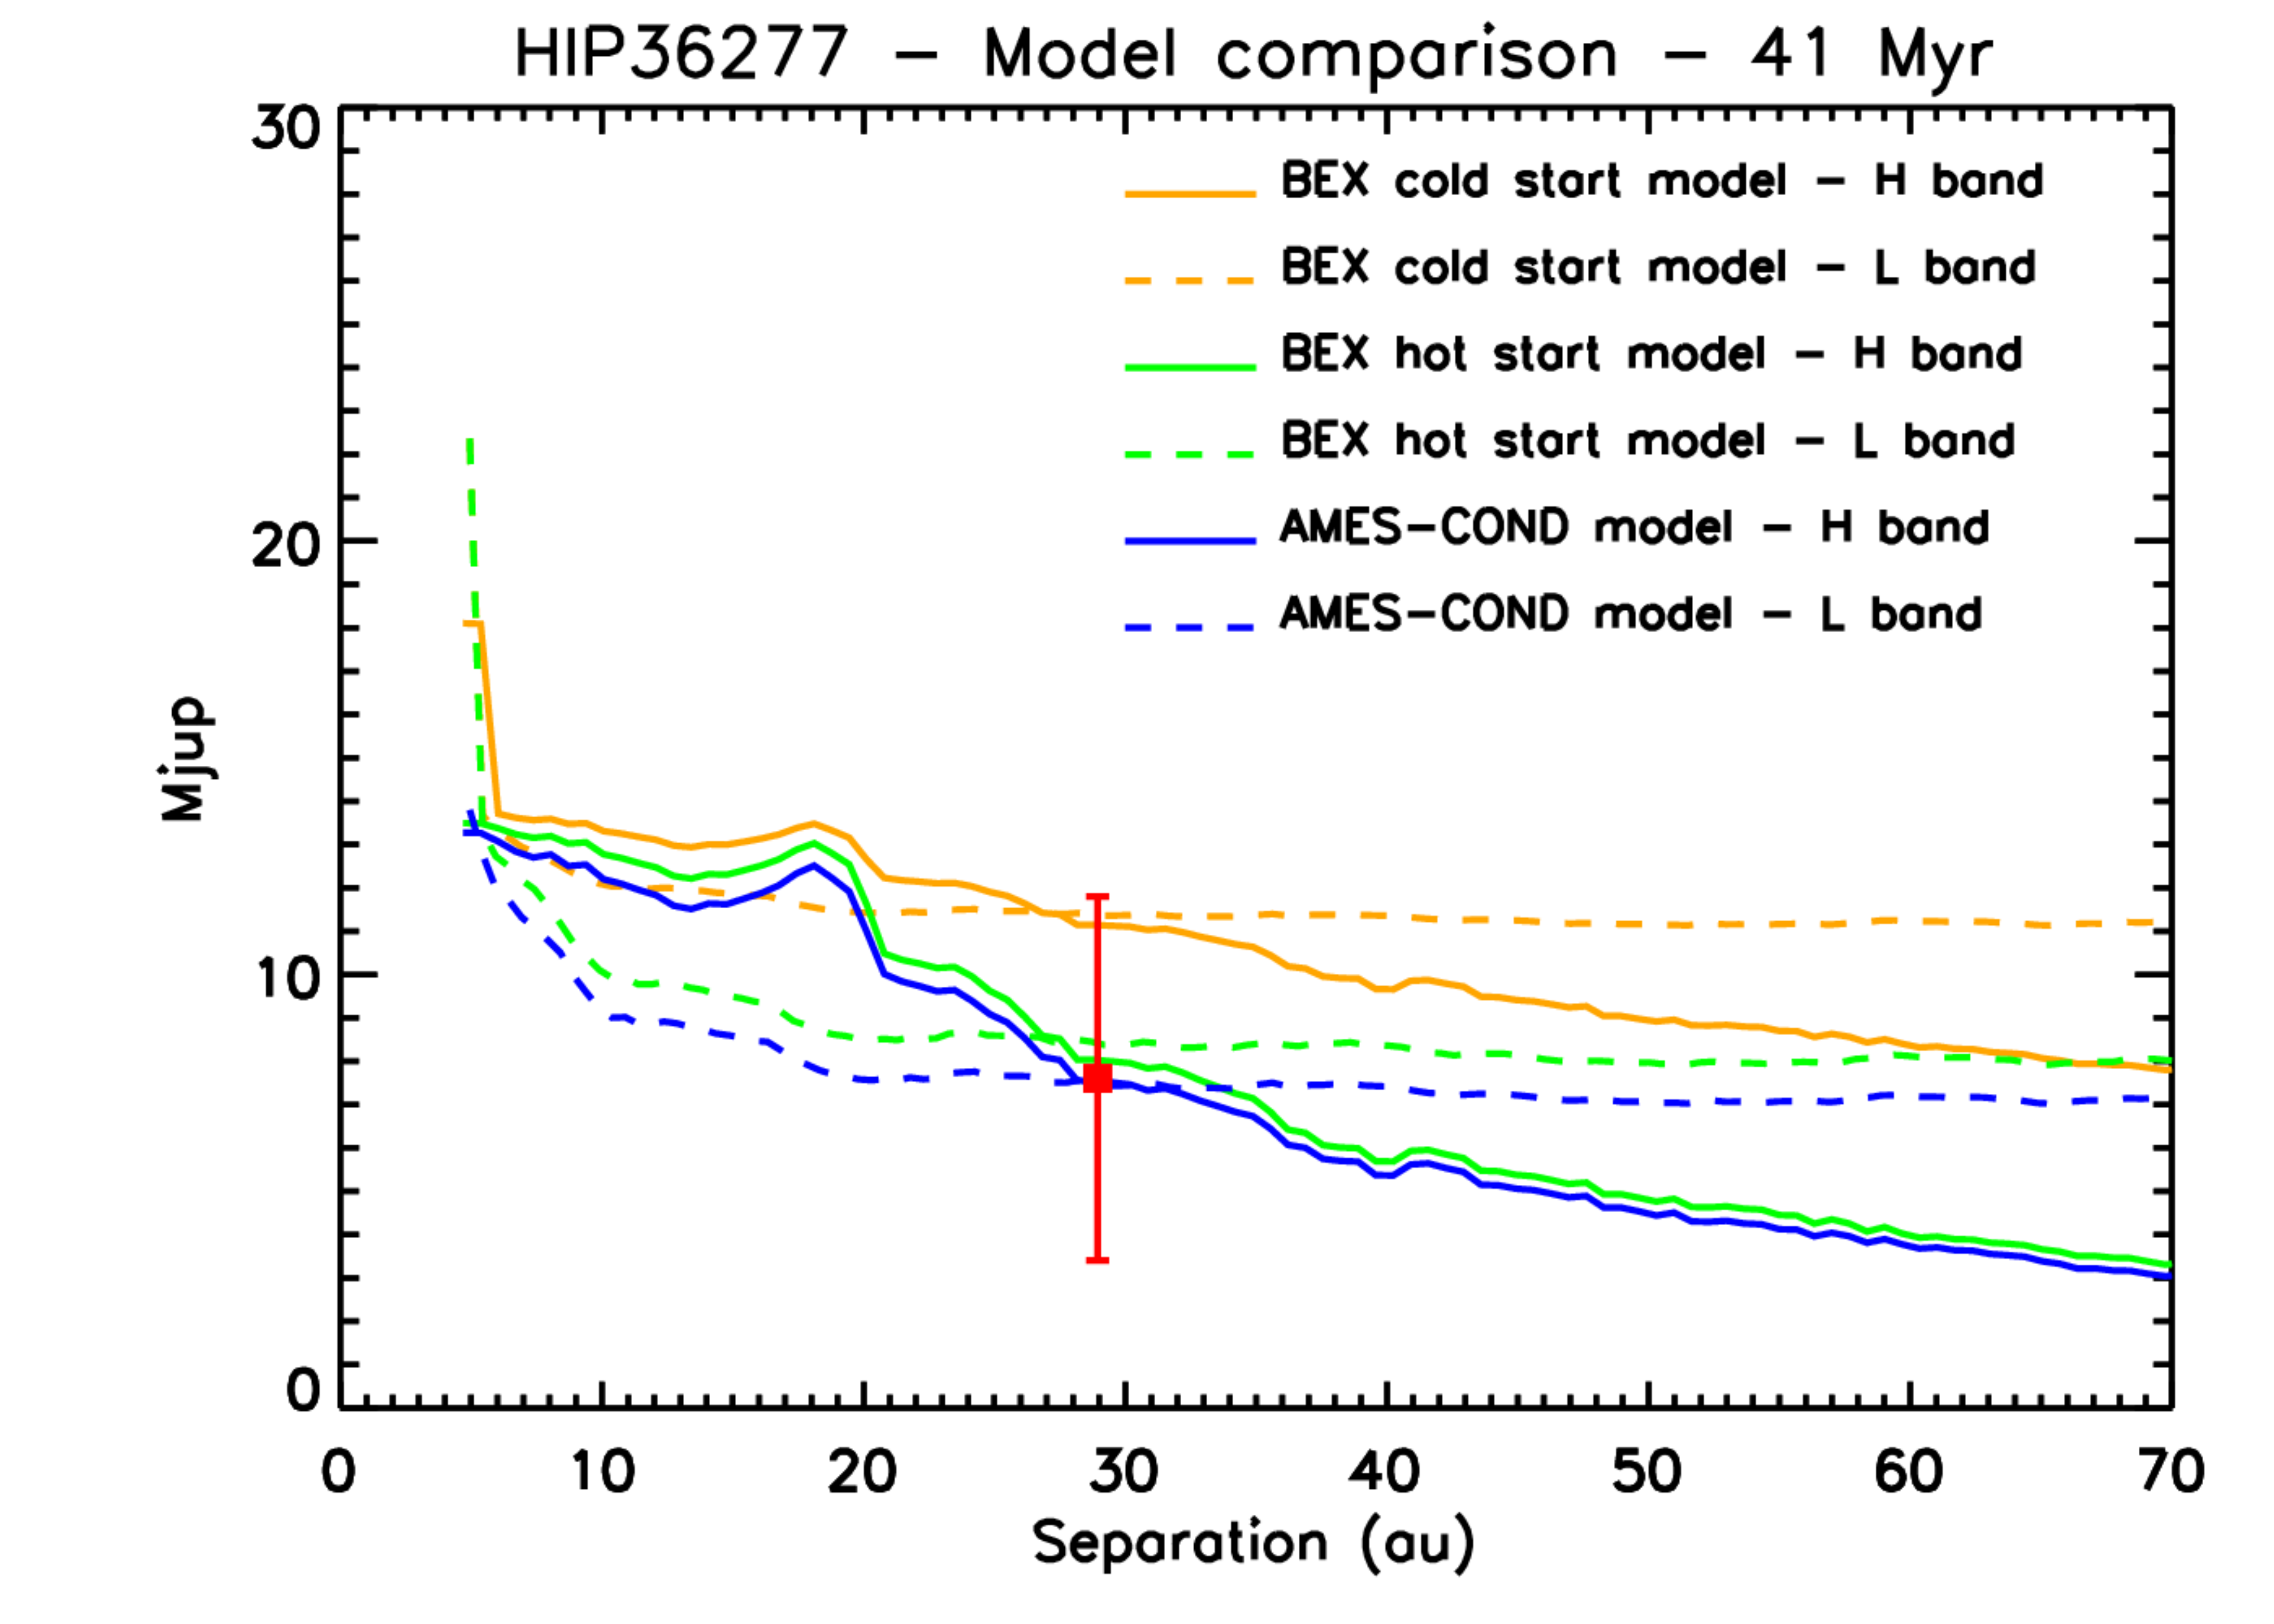 HIP36277 – Model comparison – 41 Myr
30
20
10
0
Mjup
BEX cold start model – H band
BEX cold start model – L band
BEX hot start model – H band
BEX hot start model – L band
AMES–COND model – H band
AMES–COND model – L band
0 10 20 30 40 50 60 70
Separation (au)